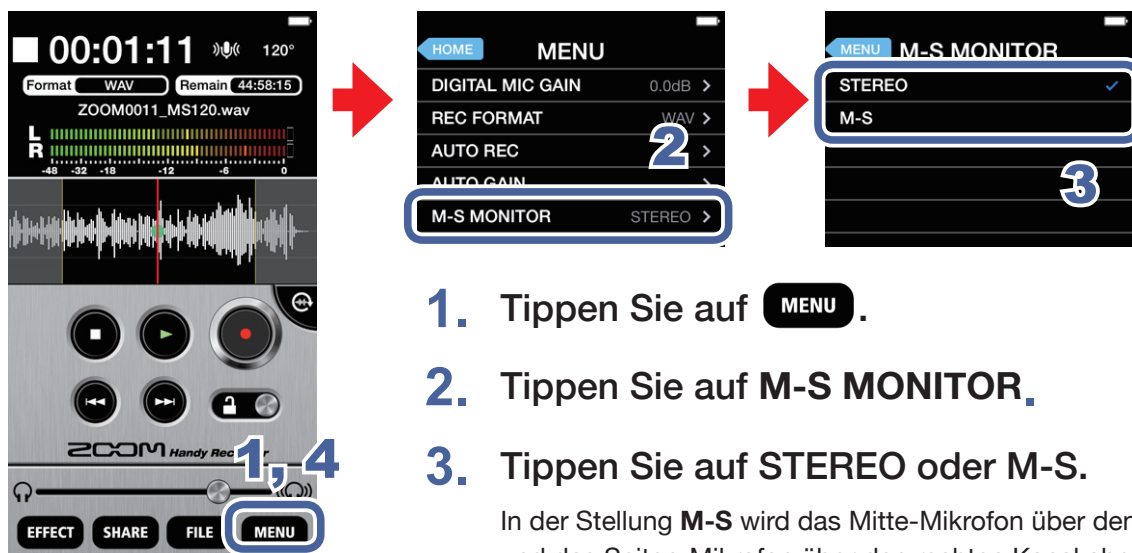 00:01:11 120°
Format WAV Remain 44:58:15
ZOOM0011_MS120.wav
L
R
-48 -32 -18 -12 -6 0
ZOOM Handy
1, 4
EFFECT SHARE FILE MENU
HOME MENU
DIGITAL MIC GAIN 0.0dB >
REC FORMAT WAV >
AUTO REC >
AUTO GAIN >
M-S MONITOR STEREO >
2
MENU M-S MONITOR
STEREO ✓
M-S
3
1. Tippen Sie auf MENU.
2. Tippen Sie auf M-S MONITOR.
3. Tippen Sie auf STEREO oder M-S.
In der Stellung M-S wird das Mitte-Mikrofon über der